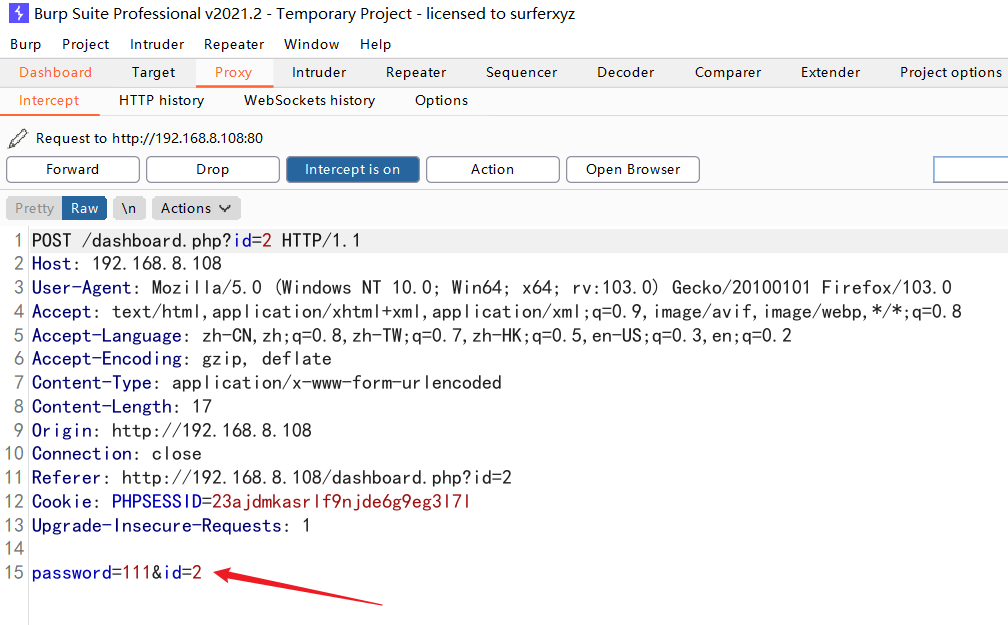 Burp Suite Professional v2021.2 - Temporary Project - licensed to surferxyz
Burp Project Intruder Repeater Window Help
Dashboard Target Proxy Intruder Repeater Sequencer Decoder Comparer Extender Project options
Intercept HTTP history WebSockets history Options
Request to http://192.168.8.108:80
Forward Drop Intercept is on Action Open Browser
Pretty Raw \n Actions
1 POST /dashboard.php?id=2 HTTP/1.1
2 Host: 192.168.8.108
3 User-Agent: Mozilla/5.0 (Windows NT 10.0; Win64; x64; rv:103.0) Gecko/20100101 Firefox/103.0
4 Accept: text/html,application/xhtml+xml,application/xml;q=0.9,image/avif,image/webp,*/*;q=0.8
5 Accept-Language: zh-CN,zh;q=0.8,zh-TW;q=0.7,zh-HK;q=0.5,en-US;q=0.3,en;q=0.2
6 Accept-Encoding: gzip, deflate
7 Content-Type: application/x-www-form-urlencoded
8 Content-Length: 17
9 Origin: http://192.168.8.108
10 Connection: close
11 Referer: http://192.168.8.108/dashboard.php?id=2
12 Cookie: PHPSESSID=23ajdmkasrlf9njde6g9eg3l7l
13 Upgrade-Insecure-Requests: 1
14
15 password=111&id=2